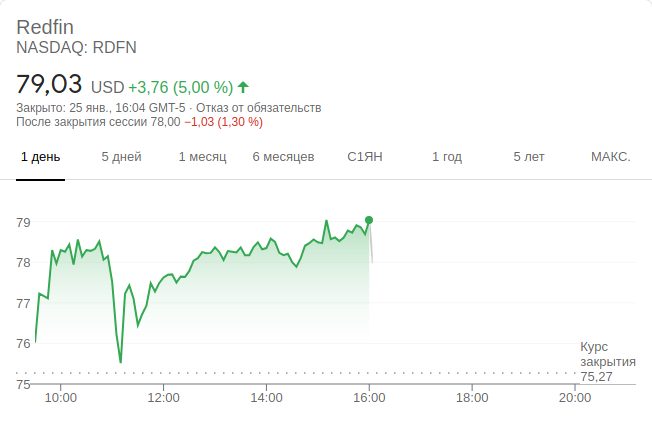 Redfin
NASDAQ: RDFN
79,03 USD +3,76 (5,00 %)
Закрыто: 25 янв., 16:04 GMT-5 · Отказ от обязательств
После закрытия сессии 78,00 −1,03 (1,30 %)
1 день 5 дней 1 месяц 6 месяцев С1ЯН 1 год 5 лет МАКС.
79
78
77
76
75
Курс
закрытия
75,27
10:00 12:00 14:00 16:00 18:00 20:00